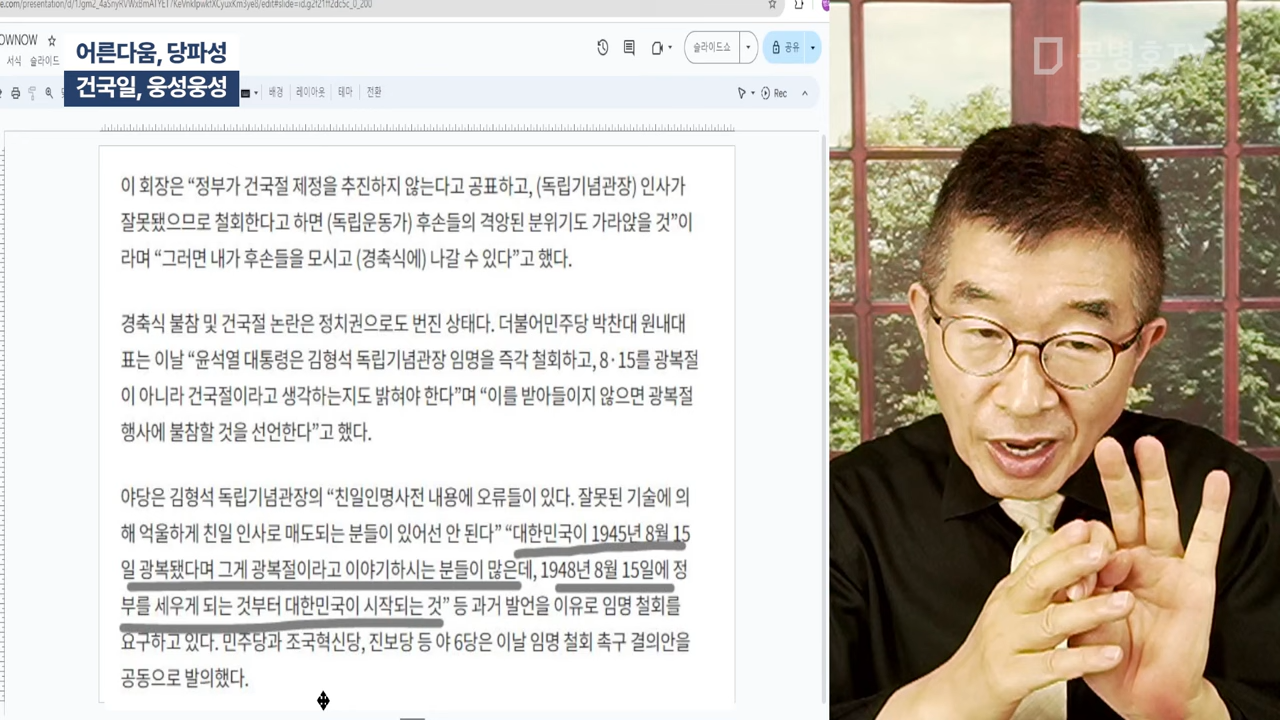 e.com/presentation/d/1Jgm2_4aSnyRVWxBmATYET7KeVnklpwkfXCyuxKm3ye8/edit#slide=id.g2f21ff2dc5c_0_200
OWNOW
어른다움, 당파성
건국일, 웅성웅성
서식 슬라이드
슬라이드쇼
공유
배경 레이아웃 테마 전환
Rec
공병호TV
이 회장은 “정부가 건국절 제정을 추진하지 않는다고 공표하고, (독립기념관장) 인사가
잘못됐으므로 철회한다고 하면 (독립운동가) 후손들의 격앙된 분위기도 가라앉을 것”이
라며 “그러면 내가 후손들을 모시고 (경축식에) 나갈 수 있다”고 했다.
경축식 불참 및 건국절 논란은 정치권으로도 번진 상태다. 더불어민주당 박찬대 원내대
표는 이날 “윤석열 대통령은 김형석 독립기념관장 임명을 즉각 철회하고, 8·15를 광복절
이 아니라 건국절이라고 생각하는지도 밝혀야 한다”며 “이를 받아들이지 않으면 광복절
행사에 불참할 것을 선언한다”고 했다.
야당은 김형석 독립기념관장의 “친일인명사전 내용에 오류들이 있다. 잘못된 기술에 의
해 억울하게 친일 인사로 매도되는 분들이 있어선 안 된다” “대한민국이 1945년 8월 15
일 광복됐다며 그게 광복절이라고 이야기하시는 분들이 많은데, 1948년 8월 15일에 정
부를 세우게 되는 것부터 대한민국이 시작되는 것” 등 과거 발언을 이유로 임명 철회를
요구하고 있다. 민주당과 조국혁신당, 진보당 등 야 6당은 이날 임명 철회 촉구 결의안을
공동으로 발의했다.